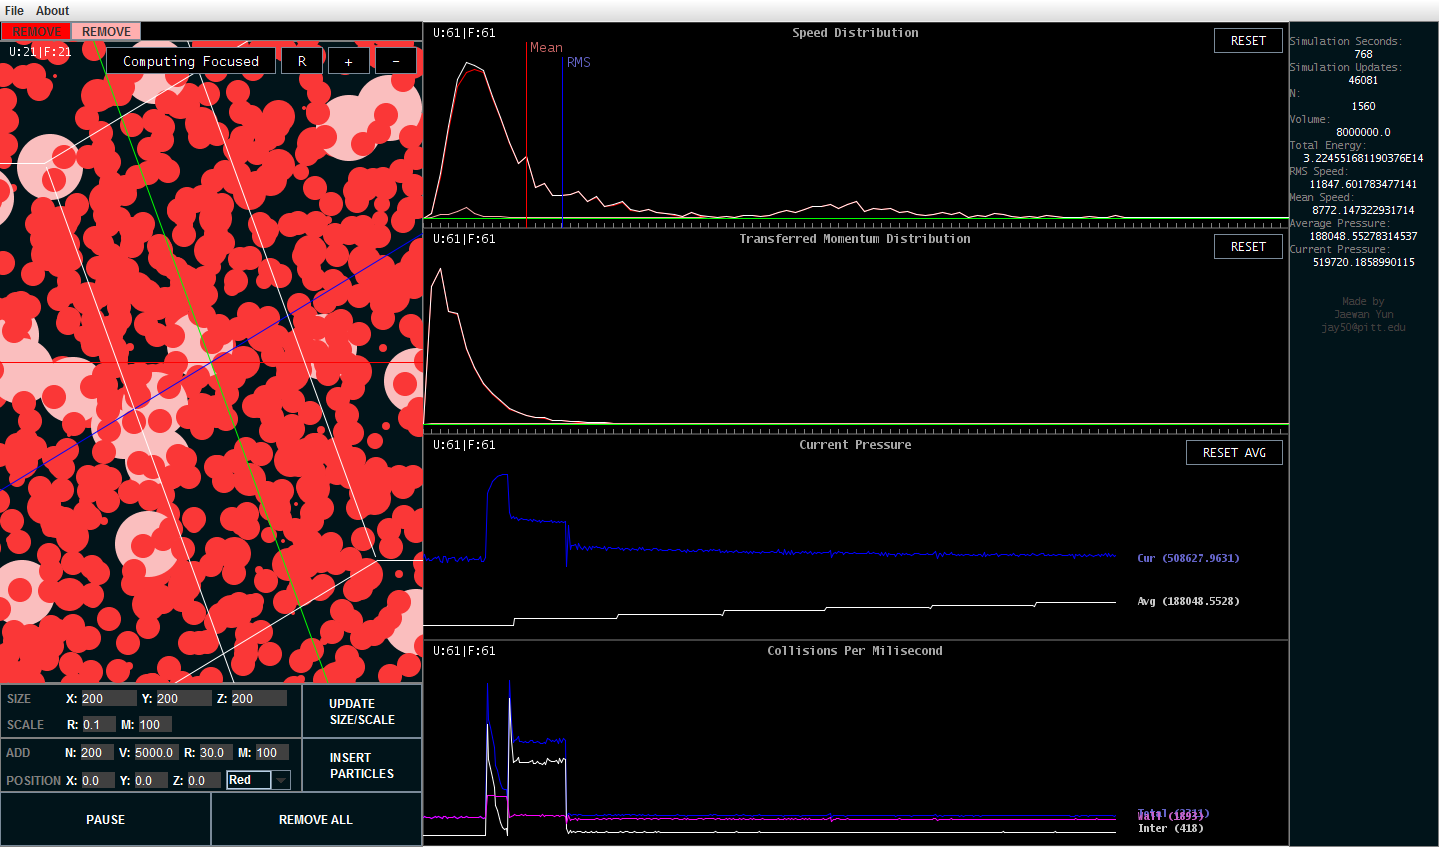 File About
REMOVE REMOVE
U:21|F:21
Computing Focused R + -
SIZE X: 200 Y: 200 Z: 200
SCALE R: 0.1 M: 100
UPDATE
SIZE/SCALE
ADD N: 200 V: 5000.0 R: 30.0 M: 100
POSITION X: 0.0 Y: 0.0 Z: 0.0 Red
INSERT
PARTICLES
PAUSE REMOVE ALL
U:61|F:61 Speed Distribution RESET
Mean
RMS
U:61|F:61 Transferred Momentum Distribution RESET
U:61|F:61 Current Pressure RESET AVG
Cur (508627.9631)
Avg (188048.5528)
U:61|F:61 Collisions Per Milisecond
Inter (418)
Simulation Seconds:
768
Simulation Updates:
46081
N:
1560
Volume:
8000000.0
Total Energy:
3.224551681190376E14
RMS Speed:
11847.601783477141
Mean Speed:
8772.147322931714
Average Pressure:
188048.55278314537
Current Pressure:
519720.1858990115
Made by
Jaewan Yun
jay50@pitt.edu